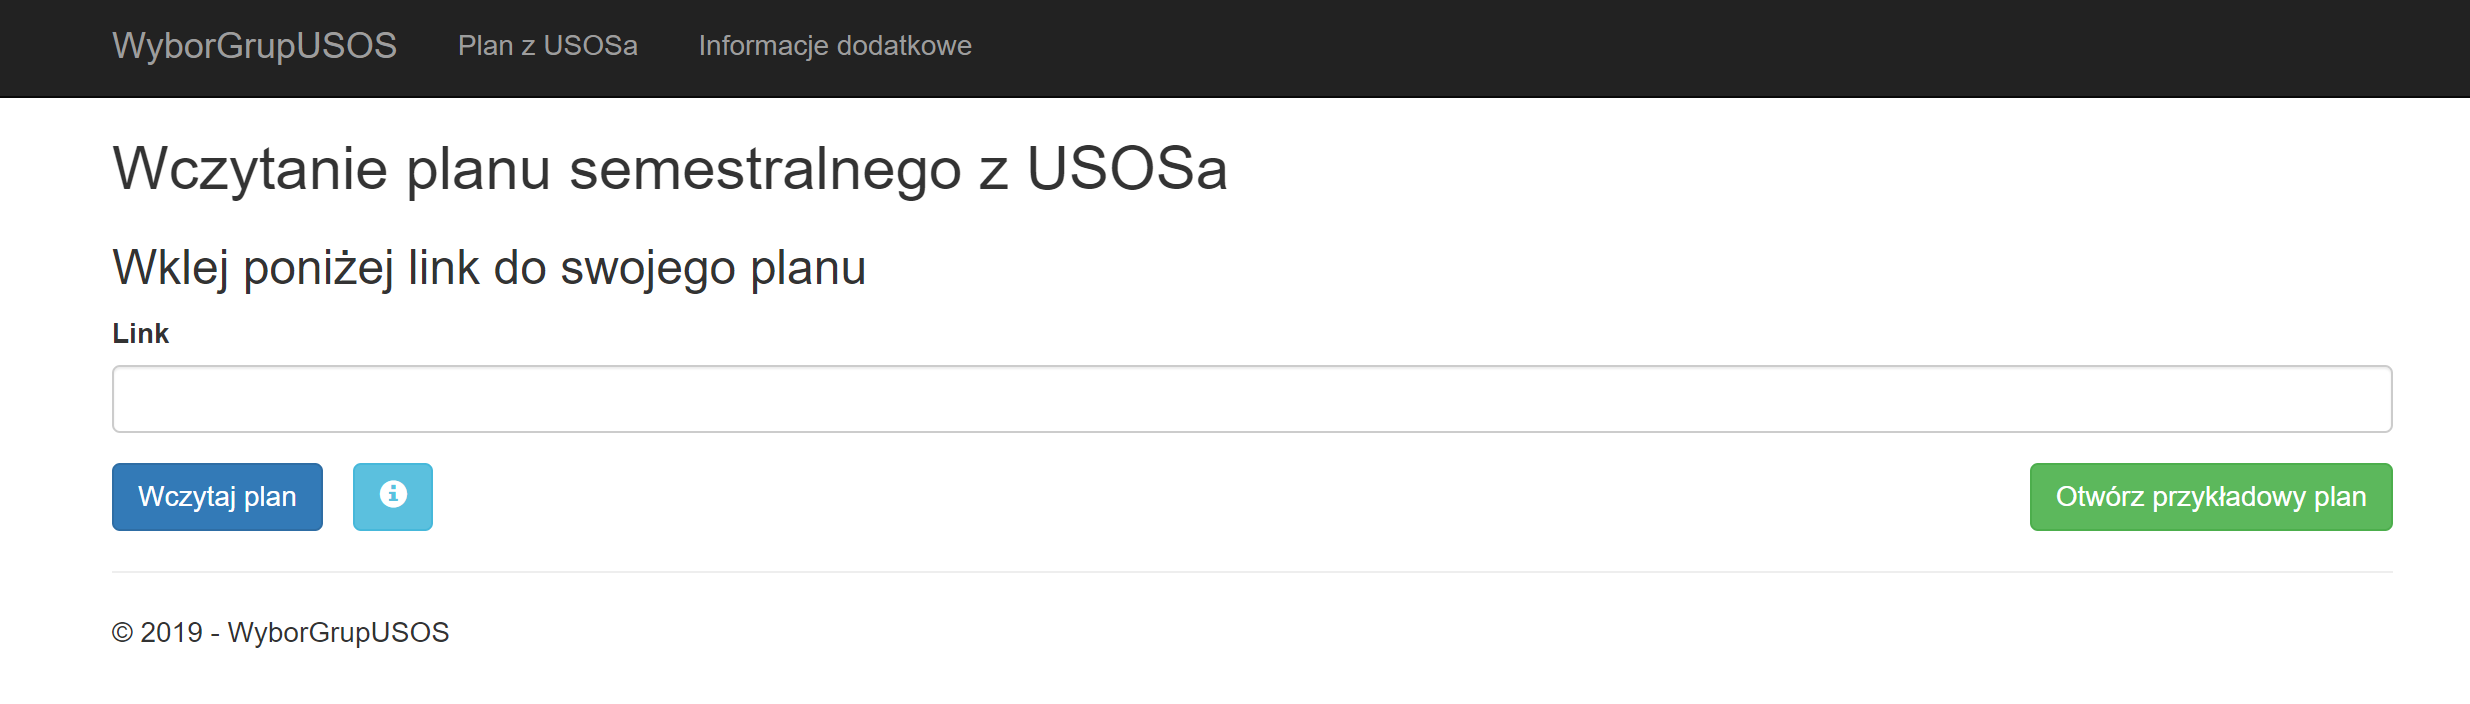 WyborGrupUSOS Plan z USOSa Informacje dodatkowe
Wczytanie planu semestralnego z USOSa
Wklej poniżej link do swojego planu
Link
Wczytaj plan Otwórz przykładowy plan
© 2019 - WyborGrupUSOS